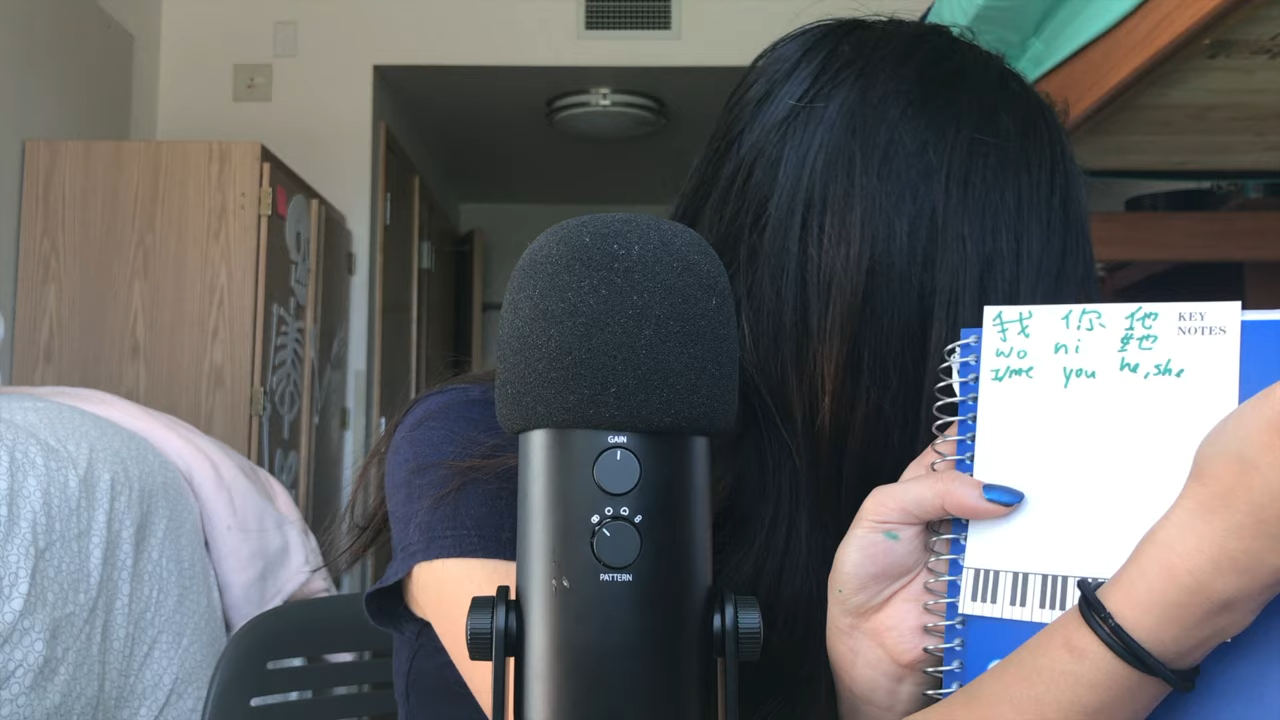 我 你 他
KEY
NOTES
wo ni 她
I/me you he, she
GAIN
PATTERN